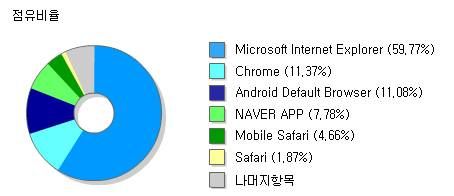 점유비율
Microsoft Internet Explorer (59,77%)
Chrome (11,37%)
Android Default Browser (11,08%)
NAVER APP (7,78%)
Mobile Safari (4,66%)
Safari (1,87%)
나머지항목